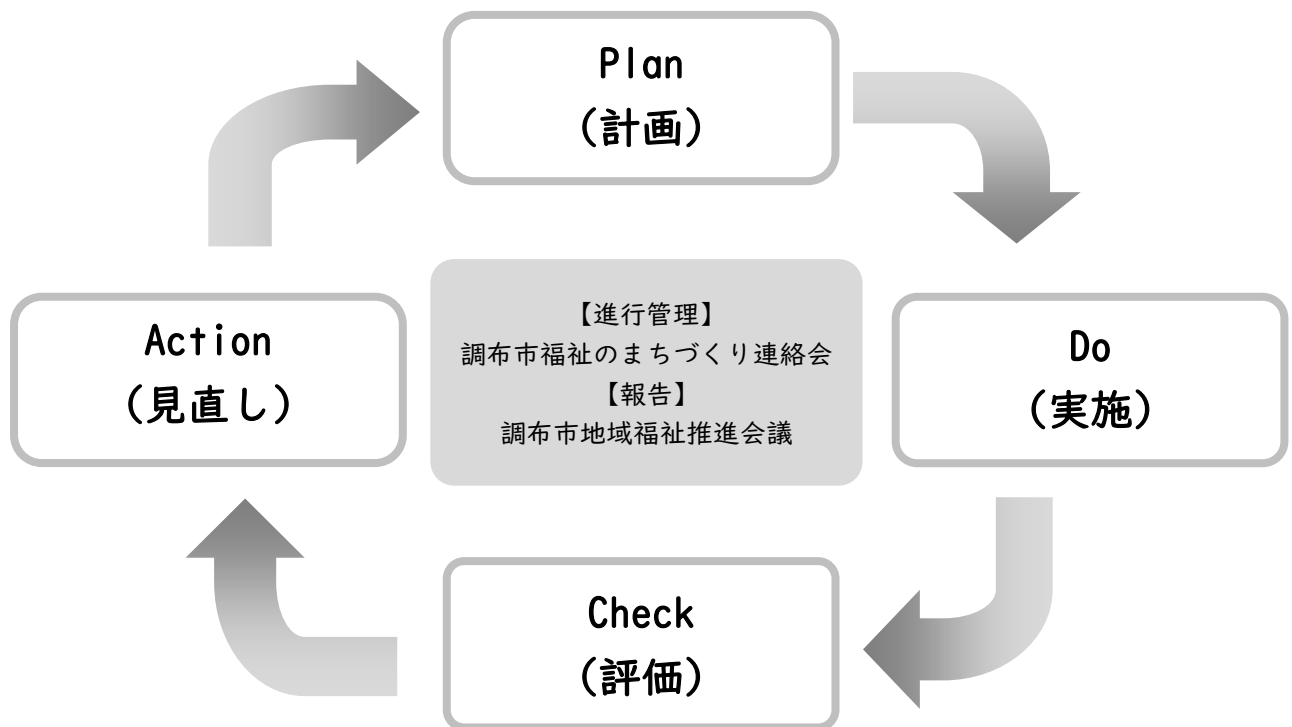 Plan
(計画)
Action
(見直し)
【進行管理】
調布市福祉のまちづくり連絡会
【報告】
調布市地域福祉推進会議
Do
(実施)
Check
(評価)